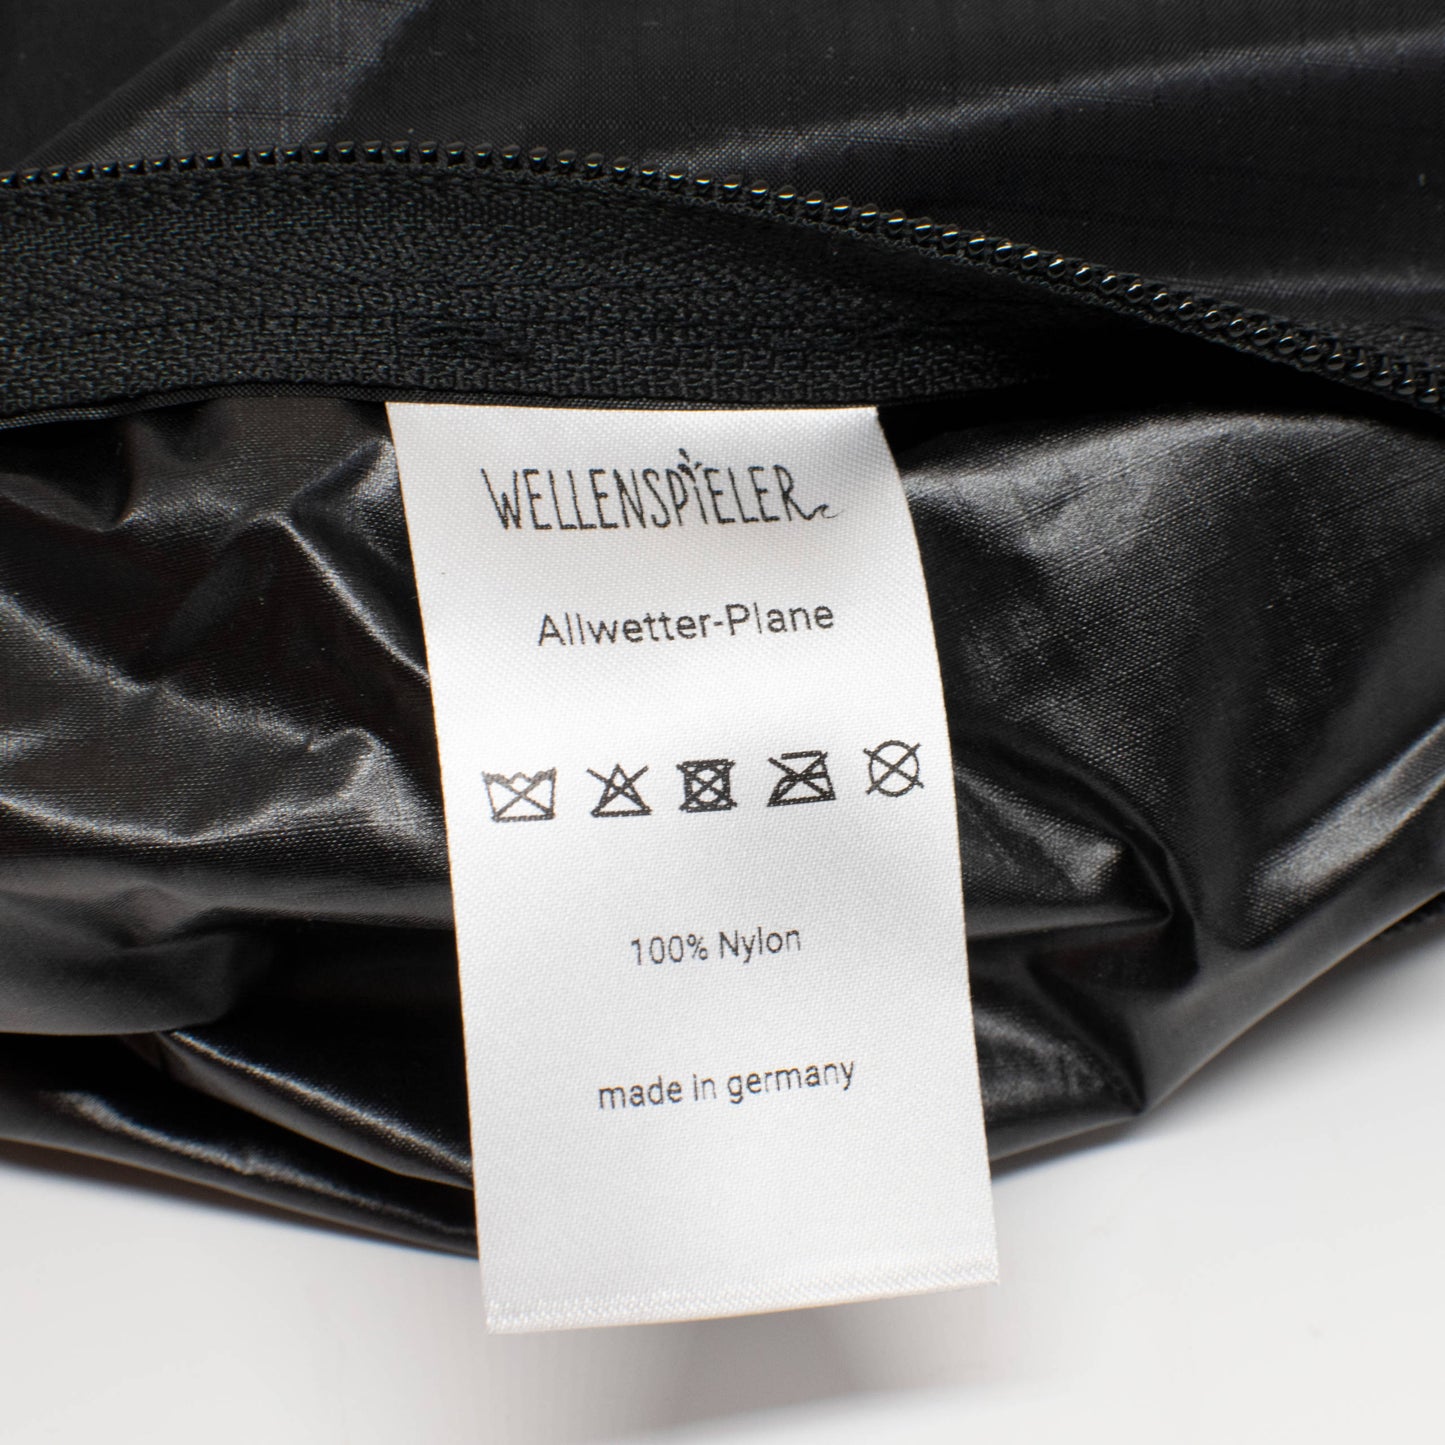 WELLENSPIELER
Allwetter-Plane
100% Nylon
made in germany